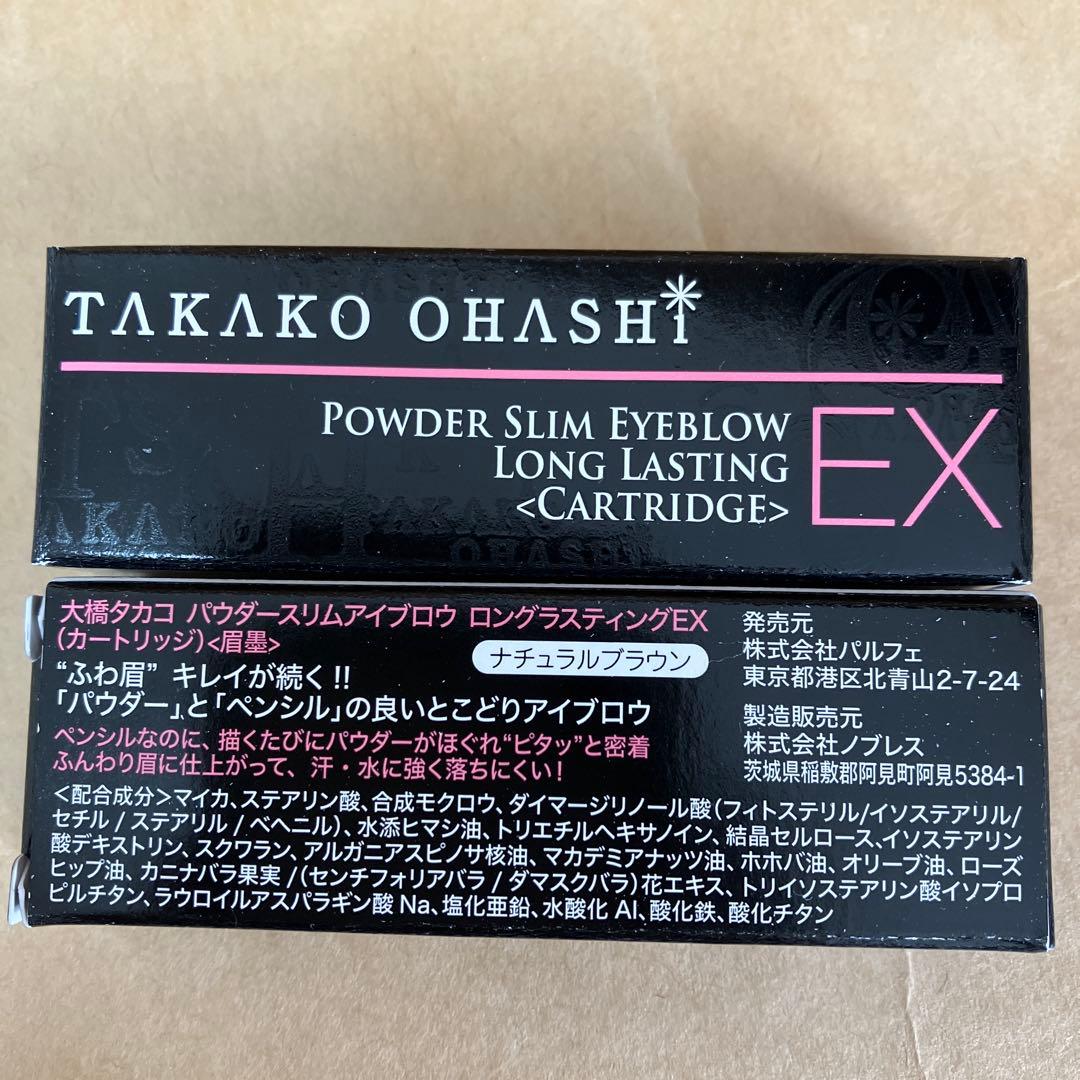 TAKAKO OHASHi
POWDER SLIM EYEBLOW
LONG LASTING
<CARTRIDGE>
EX
大橋タカコ パウダースリムアイブロウ ロングラスティングEX
(カートリッジ)<眉墨>
ナチュラルブラウン
“ふわ眉” キレイが続く!!
「パウダー」と「ペンシル」の良いとこどりアイブロウ
ペンシルなのに、描くたびにパウダーがほぐれ“ピタッ”と密着
ふんわり眉に仕上がって、汗・水に強く落ちにくい!
発売元
株式会社パルフェ
東京都港区北青山2-7-24
製造販売元
株式会社ノブレス
茨城県稲敷郡阿見町阿見5384-1
<配合成分>マイカ、ステアリン酸、合成モクロウ、ダイマージリノール酸(フィトステリル/イソステアリル/
セチル/ステアリル/ベヘニル)、水添ヒマシ油、トリエチルヘキサノイン、結晶セルロース、イソステアリン
酸デキストリン、スクワラン、アルガニアスピノサ核油、マカデミアナッツ油、ホホバ油、オリーブ油、ローズ
ヒップ油、カニナバラ果実/(センチフォリアバラ/ダマスクバラ)花エキス、トリイソステアリン酸イソプロ
ピルチタン、ラウロイルアスパラギン酸Na、塩化亜鉛、水酸化Al、酸化鉄、酸化チタン